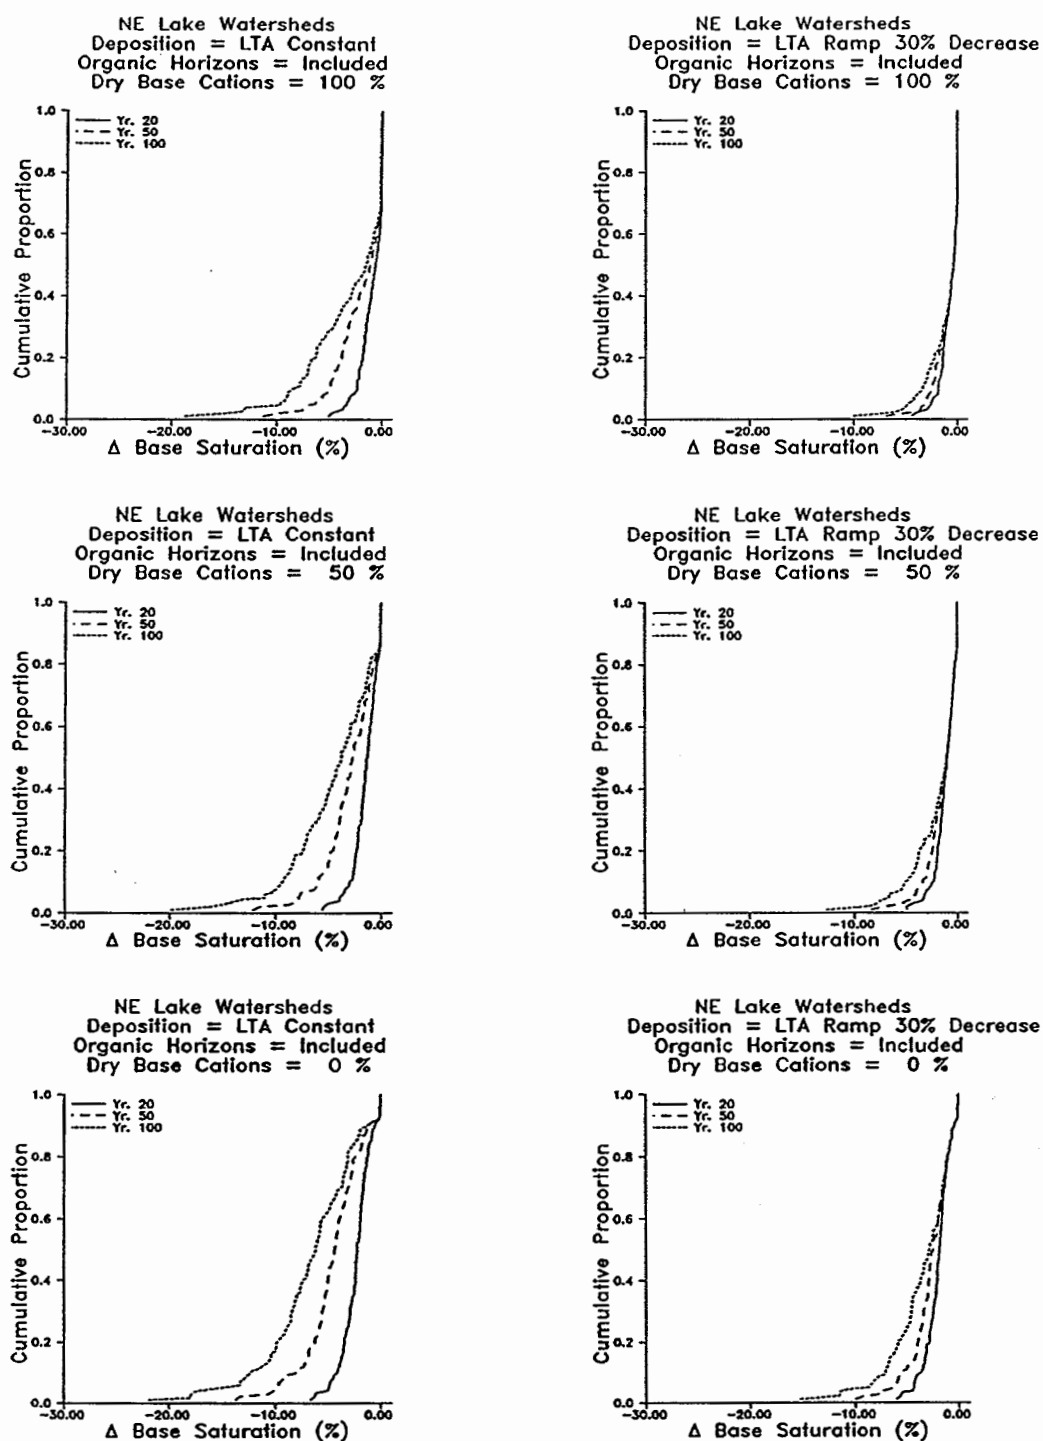 NE Lake Watersheds
Deposition = LTA Constant
Organic Horizons = Included
Dry Base Cations = 100 %
1.0
0.8
0.6
0.4
0.2
0.0
Cumulative Proportion
Yr. 20
Yr. 50
Yr. 100
-30.00
-20.00
-10.00
0.00
Δ Base Saturation (%)
NE Lake Watersheds
Deposition = LTA Ramp 30% Decrease
Organic Horizons = Included
Dry Base Cations = 100 %
1.0
0.8
0.6
0.4
0.2
0.0
Cumulative Proportion
Yr. 20
Yr. 50
Yr. 100
-30.00
-20.00
-10.00
0.00
Δ Base Saturation (%)
NE Lake Watersheds
Deposition = LTA Constant
Organic Horizons = Included
Dry Base Cations = 50 %
1.0
0.8
0.6
0.4
0.2
0.0
Cumulative Proportion
Yr. 20
Yr. 50
Yr. 100
-30.00
-20.00
-10.00
0.00
Δ Base Saturation (%)
NE Lake Watersheds
Deposition = LTA Ramp 30% Decrease
Organic Horizons = Included
Dry Base Cations = 50 %
1.0
0.8
0.6
0.4
0.2
0.0
Cumulative Proportion
Yr. 20
Yr. 50
Yr. 100
-30.00
-20.00
-10.00
0.00
Δ Base Saturation (%)
NE Lake Watersheds
Deposition = LTA Constant
Organic Horizons = Included
Dry Base Cations = 0 %
1.0
0.8
0.6
0.4
0.2
0.0
Cumulative Proportion
Yr. 20
Yr. 50
Yr. 100
-30.00
-20.00
-10.00
0.00
Δ Base Saturation (%)
NE Lake Watersheds
Deposition = LTA Ramp 30% Decrease
Organic Horizons = Included
Dry Base Cations = 0 %
1.0
0.8
0.6
0.4
0.2
0.0
Cumulative Proportion
Yr. 20
Yr. 50
Yr. 100
-30.00
-20.00
-10.00
0.00
Δ Base Saturation (%)